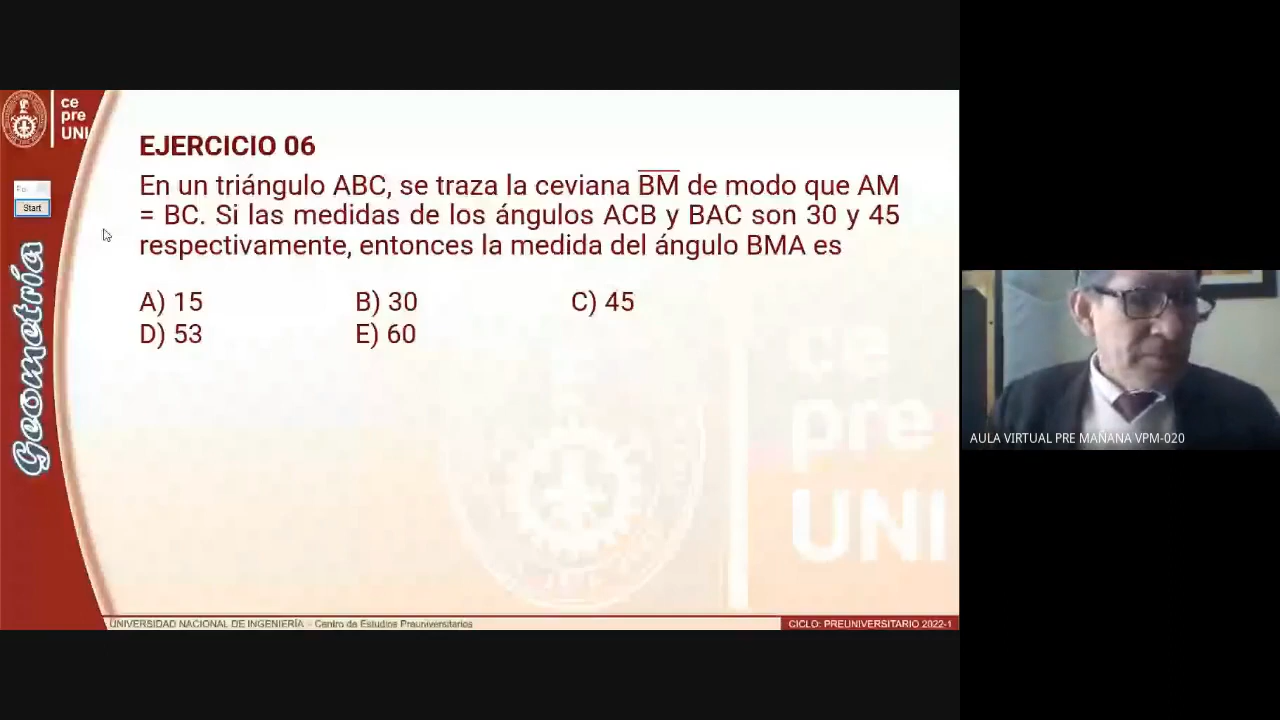 ce
pre
UNI
Start
Geometría
EJERCICIO 06
En un triángulo ABC, se traza la ceviana BM de modo que AM
= BC. Si las medidas de los ángulos ACB y BAC son 30 y 45
respectivamente, entonces la medida del ángulo BMA es
A) 15 B) 30 C) 45
D) 53 E) 60
ce
pre
UNI
UNIVERSIDAD NACIONAL DE INGENIERÍA – Centro de Estudios Preuniversitarios
CICLO: PREUNIVERSITARIO 2022-1
AULA VIRTUAL PRE MAÑANA VPM-020